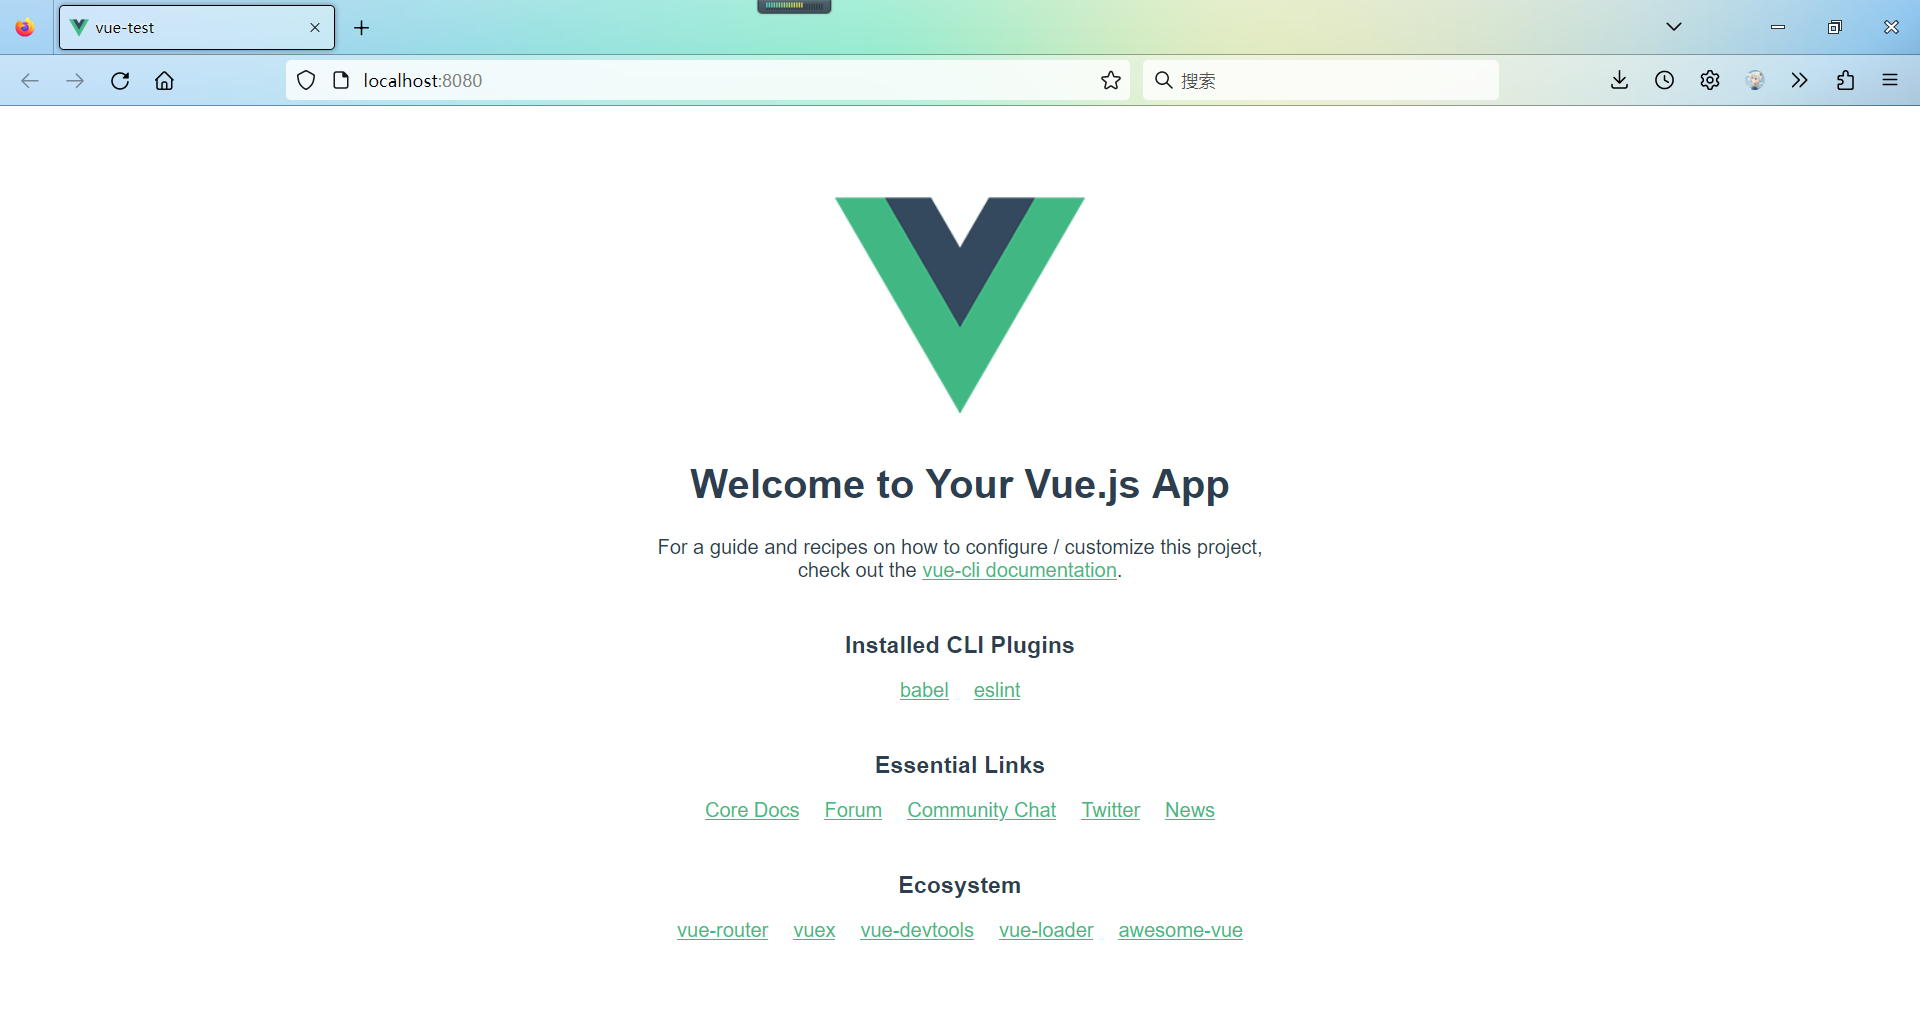 vue-test
localhost:8080
搜索
Welcome to Your Vue.js App
For a guide and recipes on how to configure / customize this project,
check out the vue-cli documentation.
Installed CLI Plugins
babel eslint
Essential Links
Core Docs Forum Community Chat Twitter News
Ecosystem
vue-router vuex vue-devtools vue-loader awesome-vue